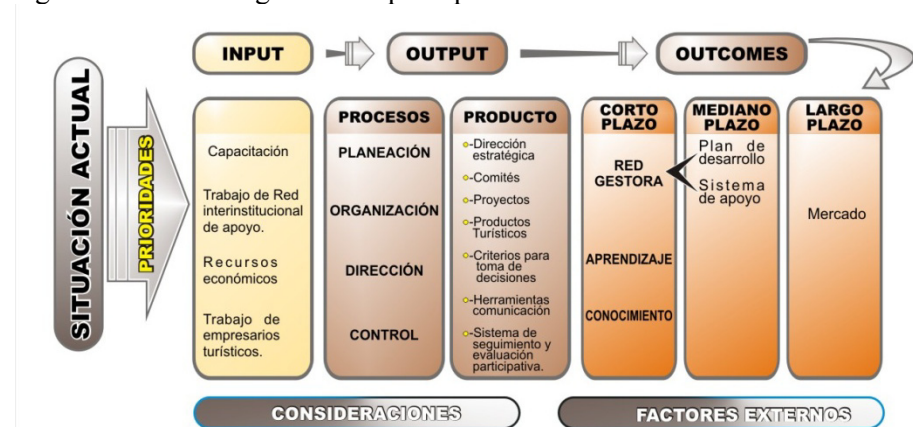 SITUACIÓN ACTUAL
PRIORIDADES
INPUT
OUTPUT
OUTCOMES
Capacitación
Trabajo de Red
interinstitucional
de apoyo.
Recursos
económicos
Trabajo de
empresarios
turísticos.
PROCESOS
PLANEACIÓN
ORGANIZACIÓN
DIRECCIÓN
CONTROL
PRODUCTO
-Dirección
estratégica
-Comités
-Proyectos
-Productos
Turísticos
-Criterios para
toma de
decisiones
-Herramientas
comunicación
-Sistema de
seguimiento y
evaluación
participativa.
CORTO
PLAZO
RED
GESTORA
APRENDIZAJE
CONOCIMIENTO
MEDIANO
PLAZO
Plan de
desarrollo
Sistema
de apoyo
LARGO
PLAZO
Mercado
CONSIDERACIONES
FACTORES EXTERNOS